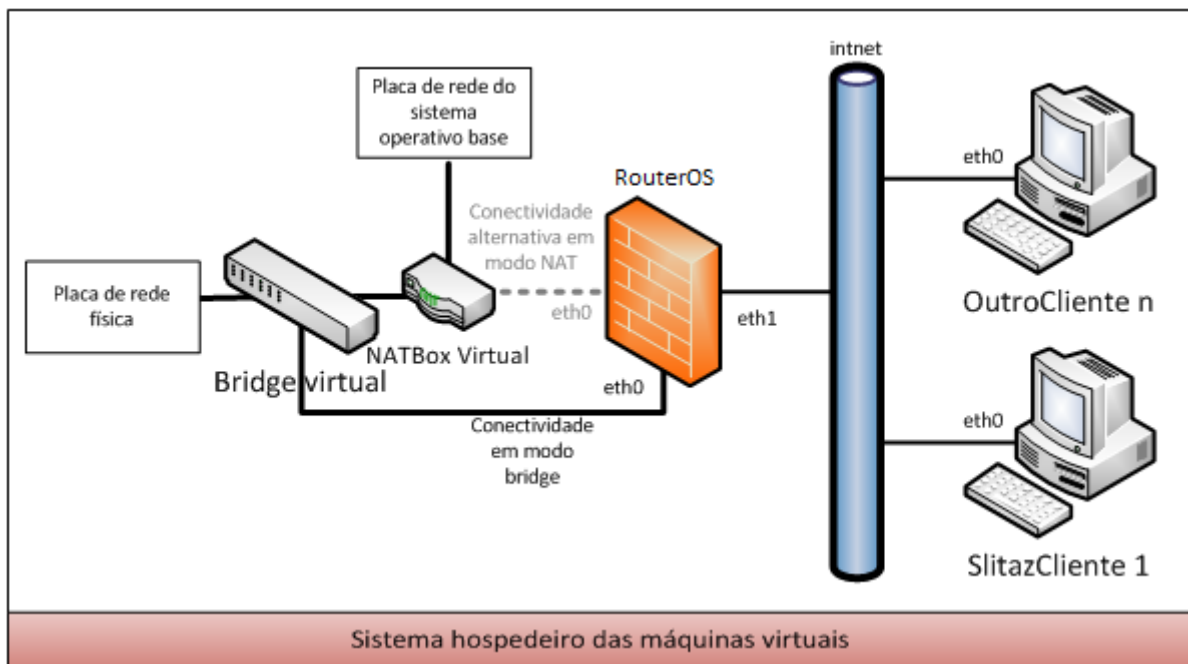 intnet
Placa de rede do
sistema
operativo base
RouterOS
eth0
Conectividade
alternativa em
modo NAT
eth0
Placa de rede
física
NATBox Virtual
eth1
OutroCliente n
Bridge virtual
eth0
Conectividade
em modo
bridge
eth0
SlitazCliente 1
Sistema hospedeiro das máquinas virtuais